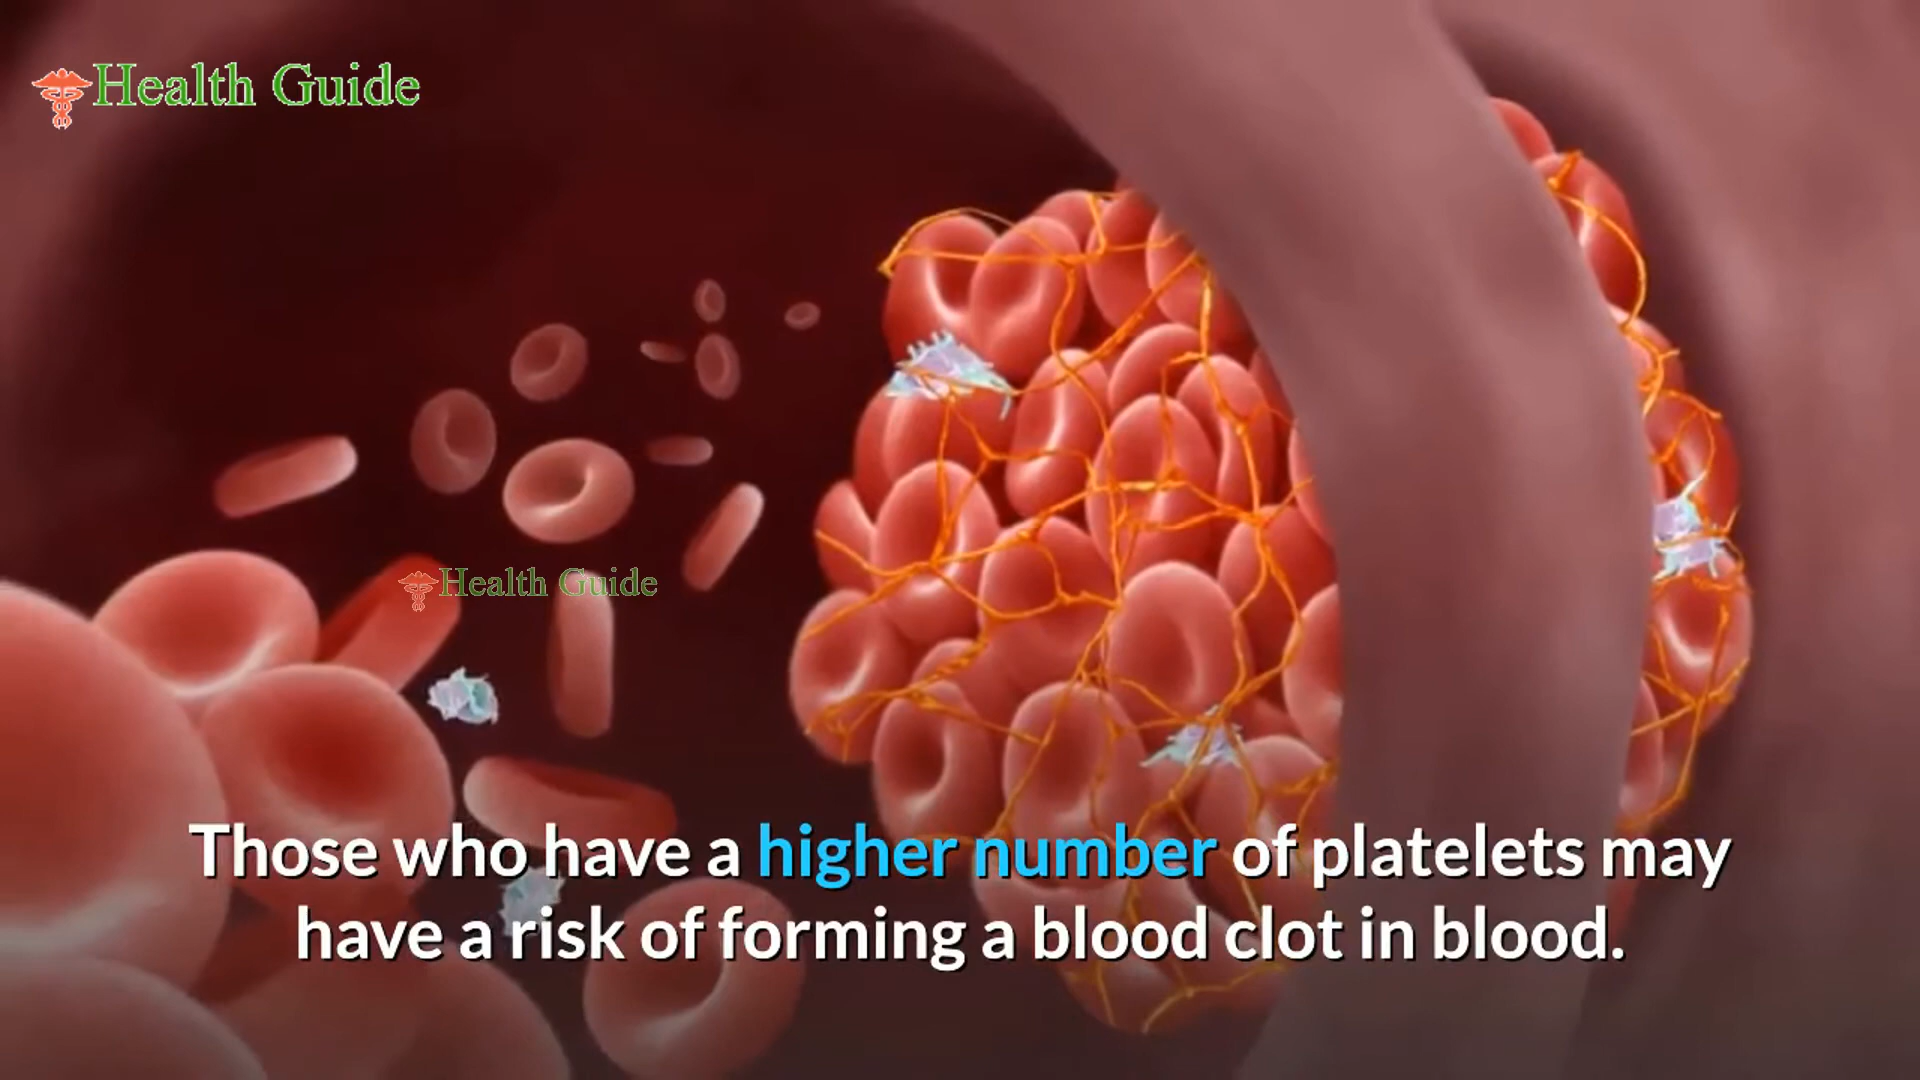 Health Guide
Health Guide
Those who have a higher number of platelets may
have a risk of forming a blood clot in blood.